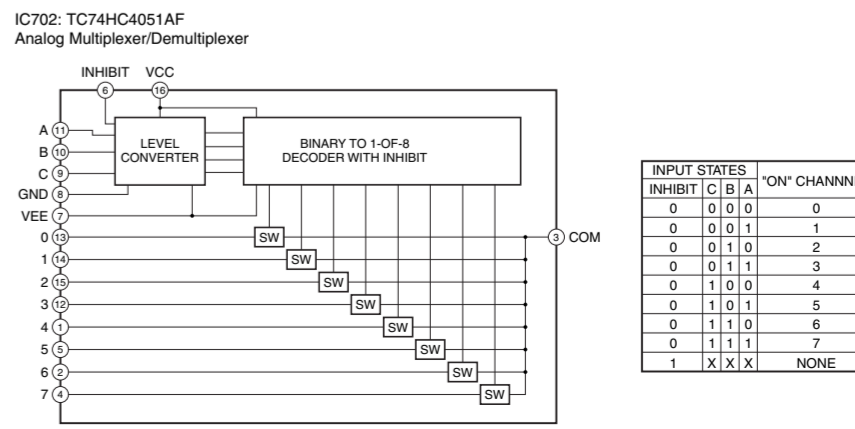 IC702: TC74HC4051AF
Analog Multiplexer/Demultiplexer
INHIBIT VCC
6 16
A 11
B 10
C 9
GND 8
VEE 7
LEVEL
CONVERTER
BINARY TO 1-OF-8
DECODER WITH INHIBIT
0 13 SW 3 COM
1 14 SW
2 15 SW
3 12 SW
4 1 SW
5 5 SW
6 2 SW
7 4 SW
INPUT STATES "ON" CHANNN
INHIBIT C B A
0 0 0 0 0
0 0 0 1 1
0 0 1 0 2
0 0 1 1 3
0 1 0 0 4
0 1 0 1 5
0 1 1 0 6
0 1 1 1 7
1 X X X NONE